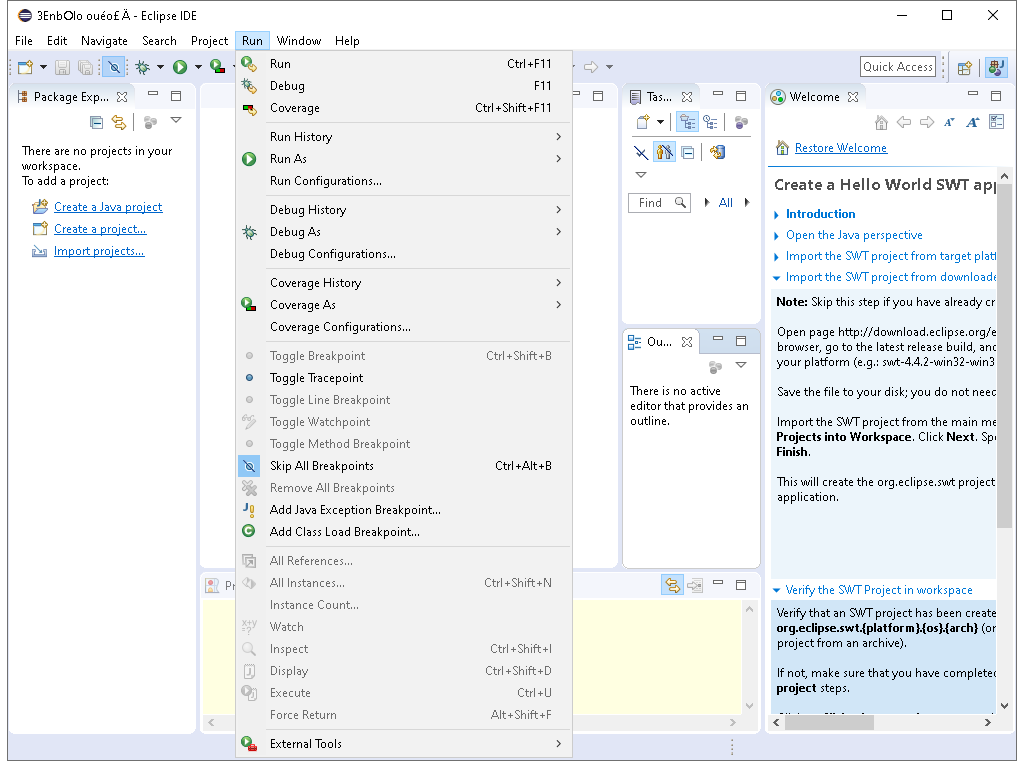 3EnbOlo ouéo£ Ä - Eclipse IDE
File Edit Navigate Search Project Run Window Help
Quick Access
Package Exp...
There are no projects in your
workspace.
To add a project:
Create a Java project
Create a project...
Import projects...
Run Ctrl+F11
Debug F11
Coverage Ctrl+Shift+F11
Run History
Run As
Run Configurations...
Debug History
Debug As
Debug Configurations...
Coverage History
Coverage As
Coverage Configurations...
Toggle Breakpoint Ctrl+Shift+B
Toggle Tracepoint
Toggle Line Breakpoint
Toggle Watchpoint
Toggle Method Breakpoint
Skip All Breakpoints Ctrl+Alt+B
Remove All Breakpoints
Add Java Exception Breakpoint...
Add Class Load Breakpoint...
All References...
All Instances... Ctrl+Shift+N
Instance Count...
Watch
Inspect Ctrl+Shift+I
Display Ctrl+Shift+D
Execute Ctrl+U
Force Return Alt+Shift+F
External Tools
Pr
Tas...
Find All
Ou...
There is no active
editor that provides an
outline.
Welcome
Restore Welcome
Create a Hello World SWT app
Introduction
Open the Java perspective
Import the SWT project from target platf
Import the SWT project from downloade
Note: Skip this step if you have already cr
Open page http://download.eclipse.org/e
browser, go to the latest release build, and
your platform (e.g.: swt-4.4.2-win32-win3
Save the file to your disk; you do not need
Import the SWT project from the main me
Projects into Workspace. Click Next. Spe
Finish.
This will create the org.eclipse.swt project
application.
Verify the SWT Project in workspace
Verify that an SWT project has been create
org.eclipse.swt.{platform}.{os}.{arch} (or
project from an archive).
If not, make sure that you have completed
project steps.